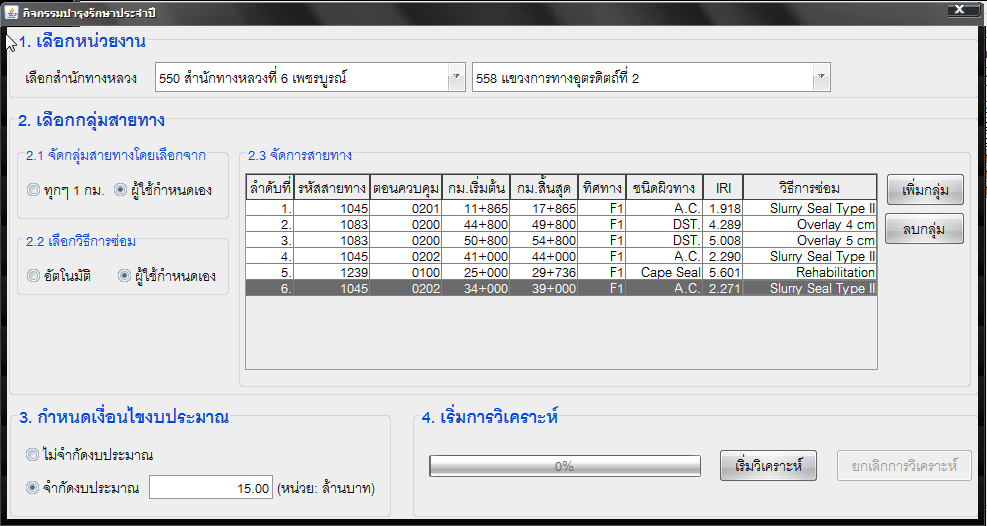 กิจกรรมบำรุงรักษาประจำปี
1. เลือกหน่วยงาน
เลือกสำนักทางหลวง 550 สำนักทางหลวงที่ 6 เพชรบูรณ์ 558 แขวงการทางอุตรดิตถ์ที่ 2
2. เลือกกลุ่มสายทาง
2.1 จัดกลุ่มสายทางโดยเลือกจาก
ทุกๆ 1 กม. ผู้ใช้กำหนดเอง
2.2 เลือกวิธีการซ่อม
อัตโนมัติ ผู้ใช้กำหนดเอง
2.3 จัดการสายทาง
ลำดับที่ รหัสสายทาง ตอนควบคุม กม.เริ่มต้น กม.สิ้นสุด ทิศทาง ชนิดผิวทาง IRI วิธีการซ่อม
1. 1045 0201 11+865 17+865 F1 A.C. 1.918 Slurry Seal Type II
2. 1083 0200 44+800 49+800 F1 DST. 4.289 Overlay 4 cm
3. 1083 0200 50+800 54+800 F1 DST. 5.008 Overlay 5 cm
4. 1045 0202 41+000 44+000 F1 A.C. 2.290 Slurry Seal Type II
5. 1239 0100 25+000 29+736 F1 Cape Seal 5.601 Rehabilitation
6. 1045 0202 34+000 39+000 F1 A.C. 2.271 Slurry Seal Type II
เพิ่มกลุ่ม
ลบกลุ่ม
3. กำหนดเงื่อนไขงบประมาณ
ไม่จำกัดงบประมาณ
จำกัดงบประมาณ 15.00 (หน่วย: ล้านบาท)
4. เริ่มการวิเคราะห์
0% เริ่มวิเคราะห์ ยกเลิกการวิเคราะห์